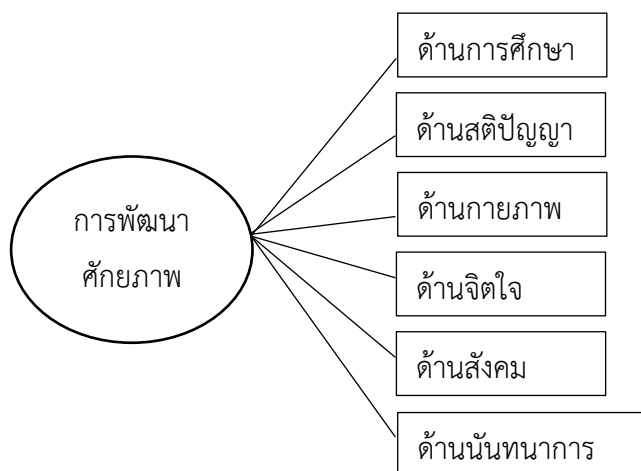 การพัฒนา
ศักยภาพ
ด้านการศึกษา
ด้านสติปัญญา
ด้านกายภาพ
ด้านจิตใจ
ด้านสังคม
ด้านนันทนาการ